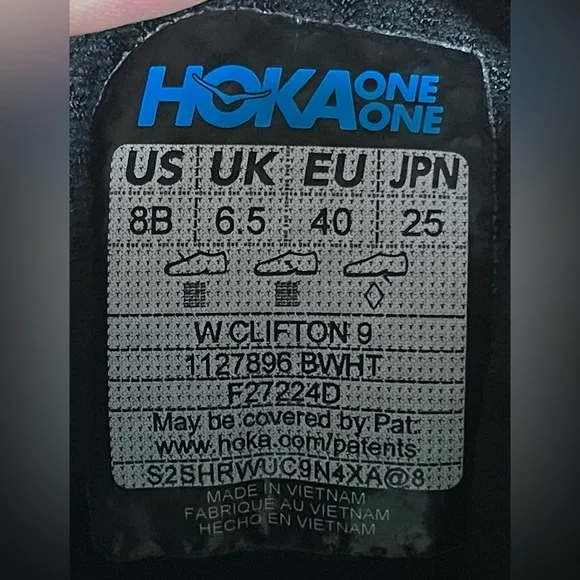 HOKA ONE ONE
US UK EU JPN
8B 6.5 40 25
W CLIFTON 9
1127896 BWHT
F27224D
May be covered by Pat:
www.hoka.com/patents
S2SHRWUC9N4XA@8
MADE IN VIETNAM
FABRIQUÉ AU VIETNAM
HECHO EN VIETNAM